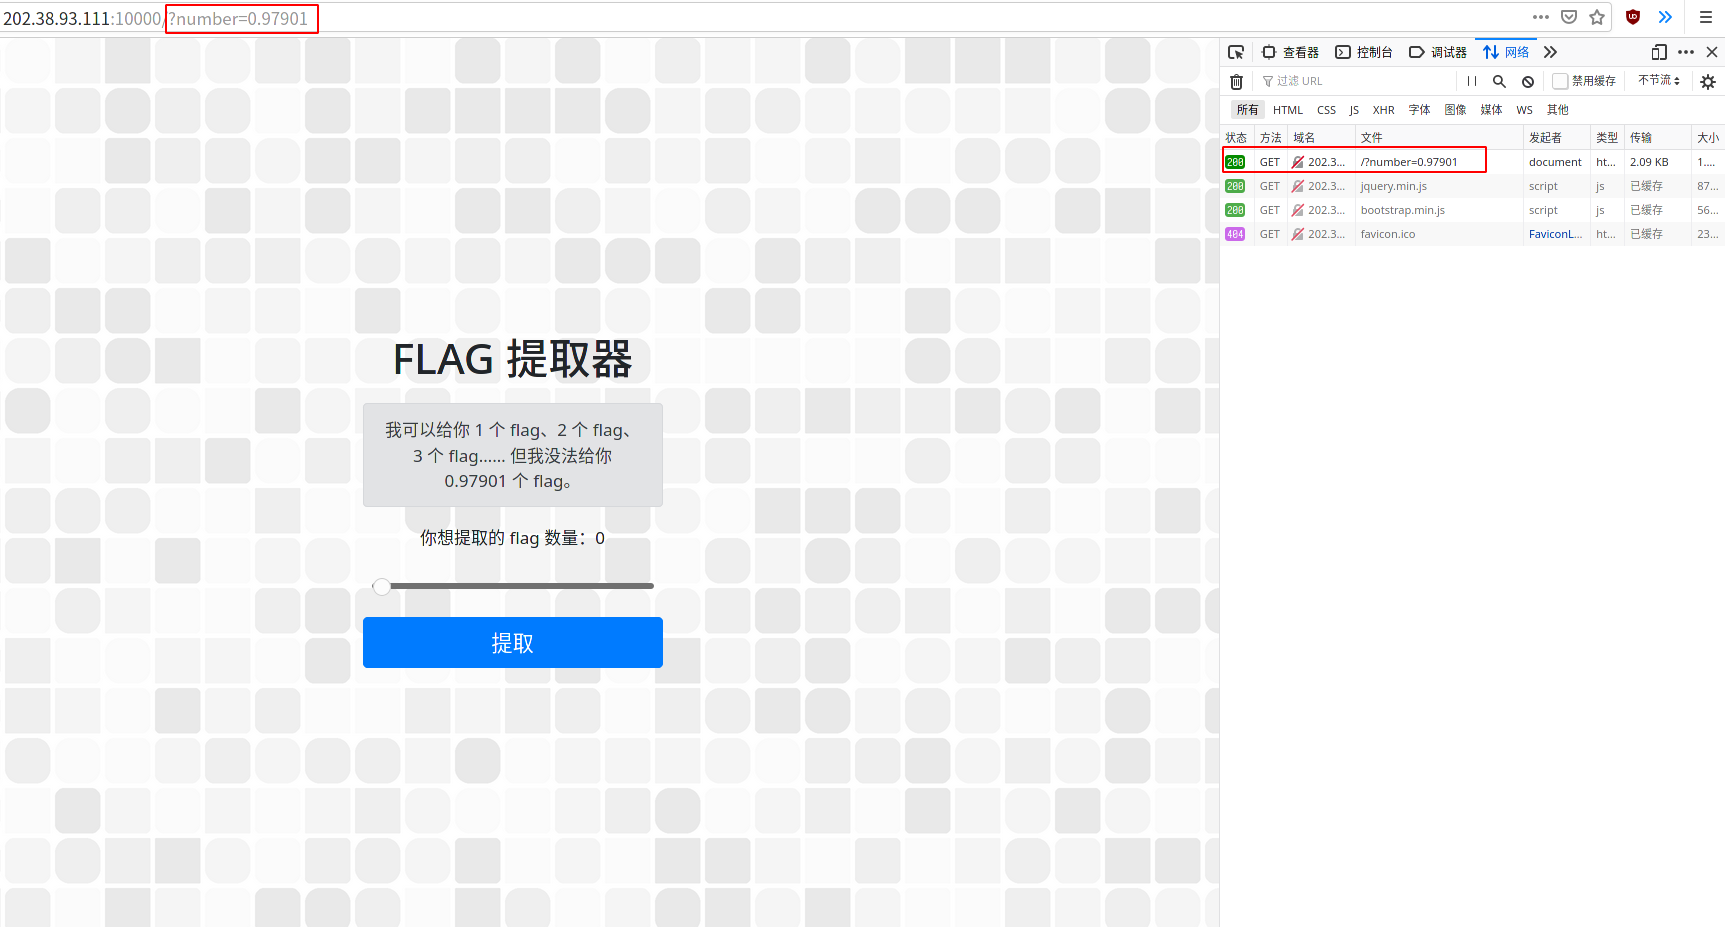 202.38.93.111:10000/?number=0.97901
查看器 控制台 调试器 网络
过滤 URL 禁用缓存 不节流
所有 HTML CSS JS XHR 字体 图像 媒体 WS 其他
状态 方法 域名 文件 发起者 类型 传输 大小
200 GET 202.3... /?number=0.97901 document ht... 2.09 KB 1....
200 GET 202.3... jquery.min.js script js 已缓存 87...
200 GET 202.3... bootstrap.min.js script js 已缓存 56...
404 GET 202.3... favicon.ico FaviconL... ht... 已缓存 23...
FLAG 提取器
我可以给你 1 个 flag、2 个 flag、
3 个 flag...... 但我没法给你
0.97901 个 flag。
你想提取的 flag 数量：0
提取